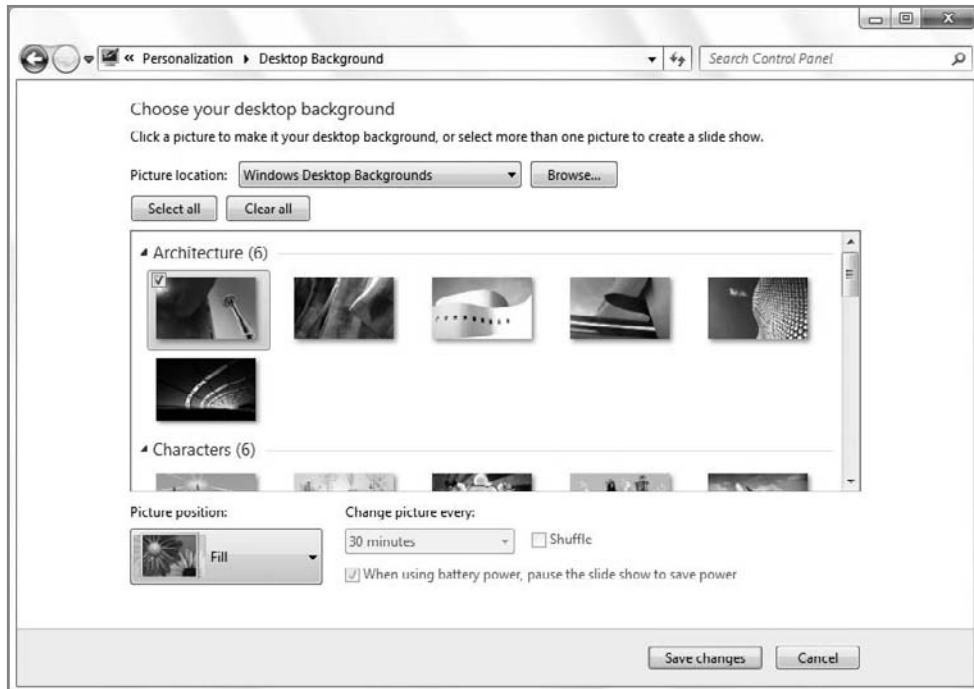 « Personalization ▸ Desktop Background
Search Control Panel
Choose your desktop background
Click a picture to make it your desktop background, or select more than one picture to create a slide show.
Picture location: Windows Desktop Backgrounds Browse...
Select all Clear all
Architecture (6)
Characters (6)
Picture position: Change picture every:
Fill 30 minutes Shuffle
When using battery power, pause the slide show to save power
Save changes Cancel